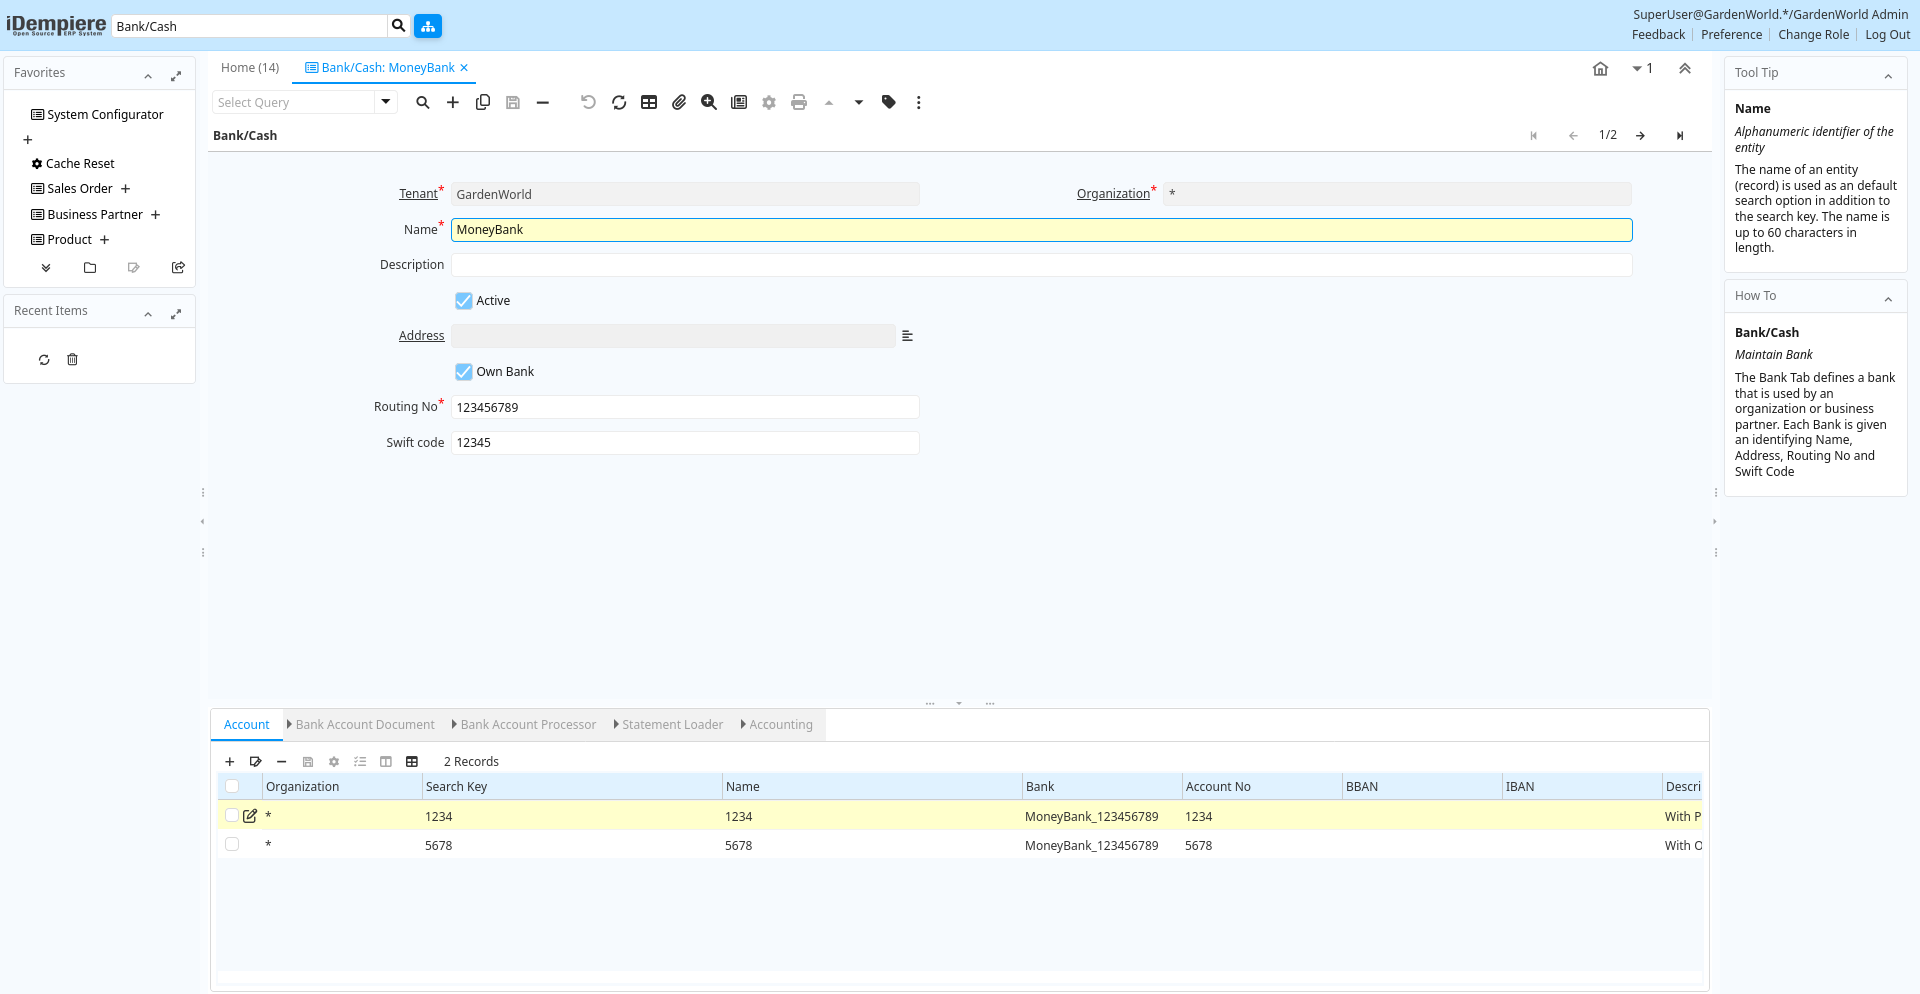 iDempiere
Open Source ERP System
Bank/Cash
SuperUser@GardenWorld.*/GardenWorld Admin
Feedback Preference Change Role Log Out
Favorites
System Configurator
Cache Reset
Sales Order
Business Partner
Product
Recent Items
Home (14) Bank/Cash: MoneyBank
1
Select Query
Bank/Cash 1/2
Tenant* GardenWorld Organization* *
Name* MoneyBank
Description
Active
Address
Own Bank
Routing No* 123456789
Swift code 12345
Account Bank Account Document Bank Account Processor Statement Loader Accounting
2 Records
Organization Search Key Name Bank Account No BBAN IBAN Descri
* 1234 1234 MoneyBank_123456789 1234 With P
* 5678 5678 MoneyBank_123456789 5678 With O
Tool Tip
Name
Alphanumeric identifier of the
entity
The name of an entity
(record) is used as an default
search option in addition to
the search key. The name is
up to 60 characters in
length.
How To
Bank/Cash
Maintain Bank
The Bank Tab defines a bank
that is used by an
organization or business
partner. Each Bank is given
an identifying Name,
Address, Routing No and
Swift Code